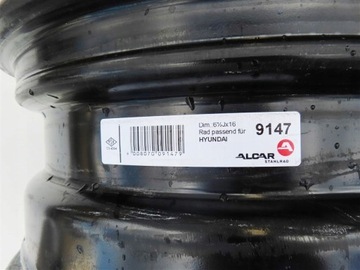 Dim. 6½Jx16
Rad passend für
HYUNDAI
9147
ALCAR
STAHLRAD